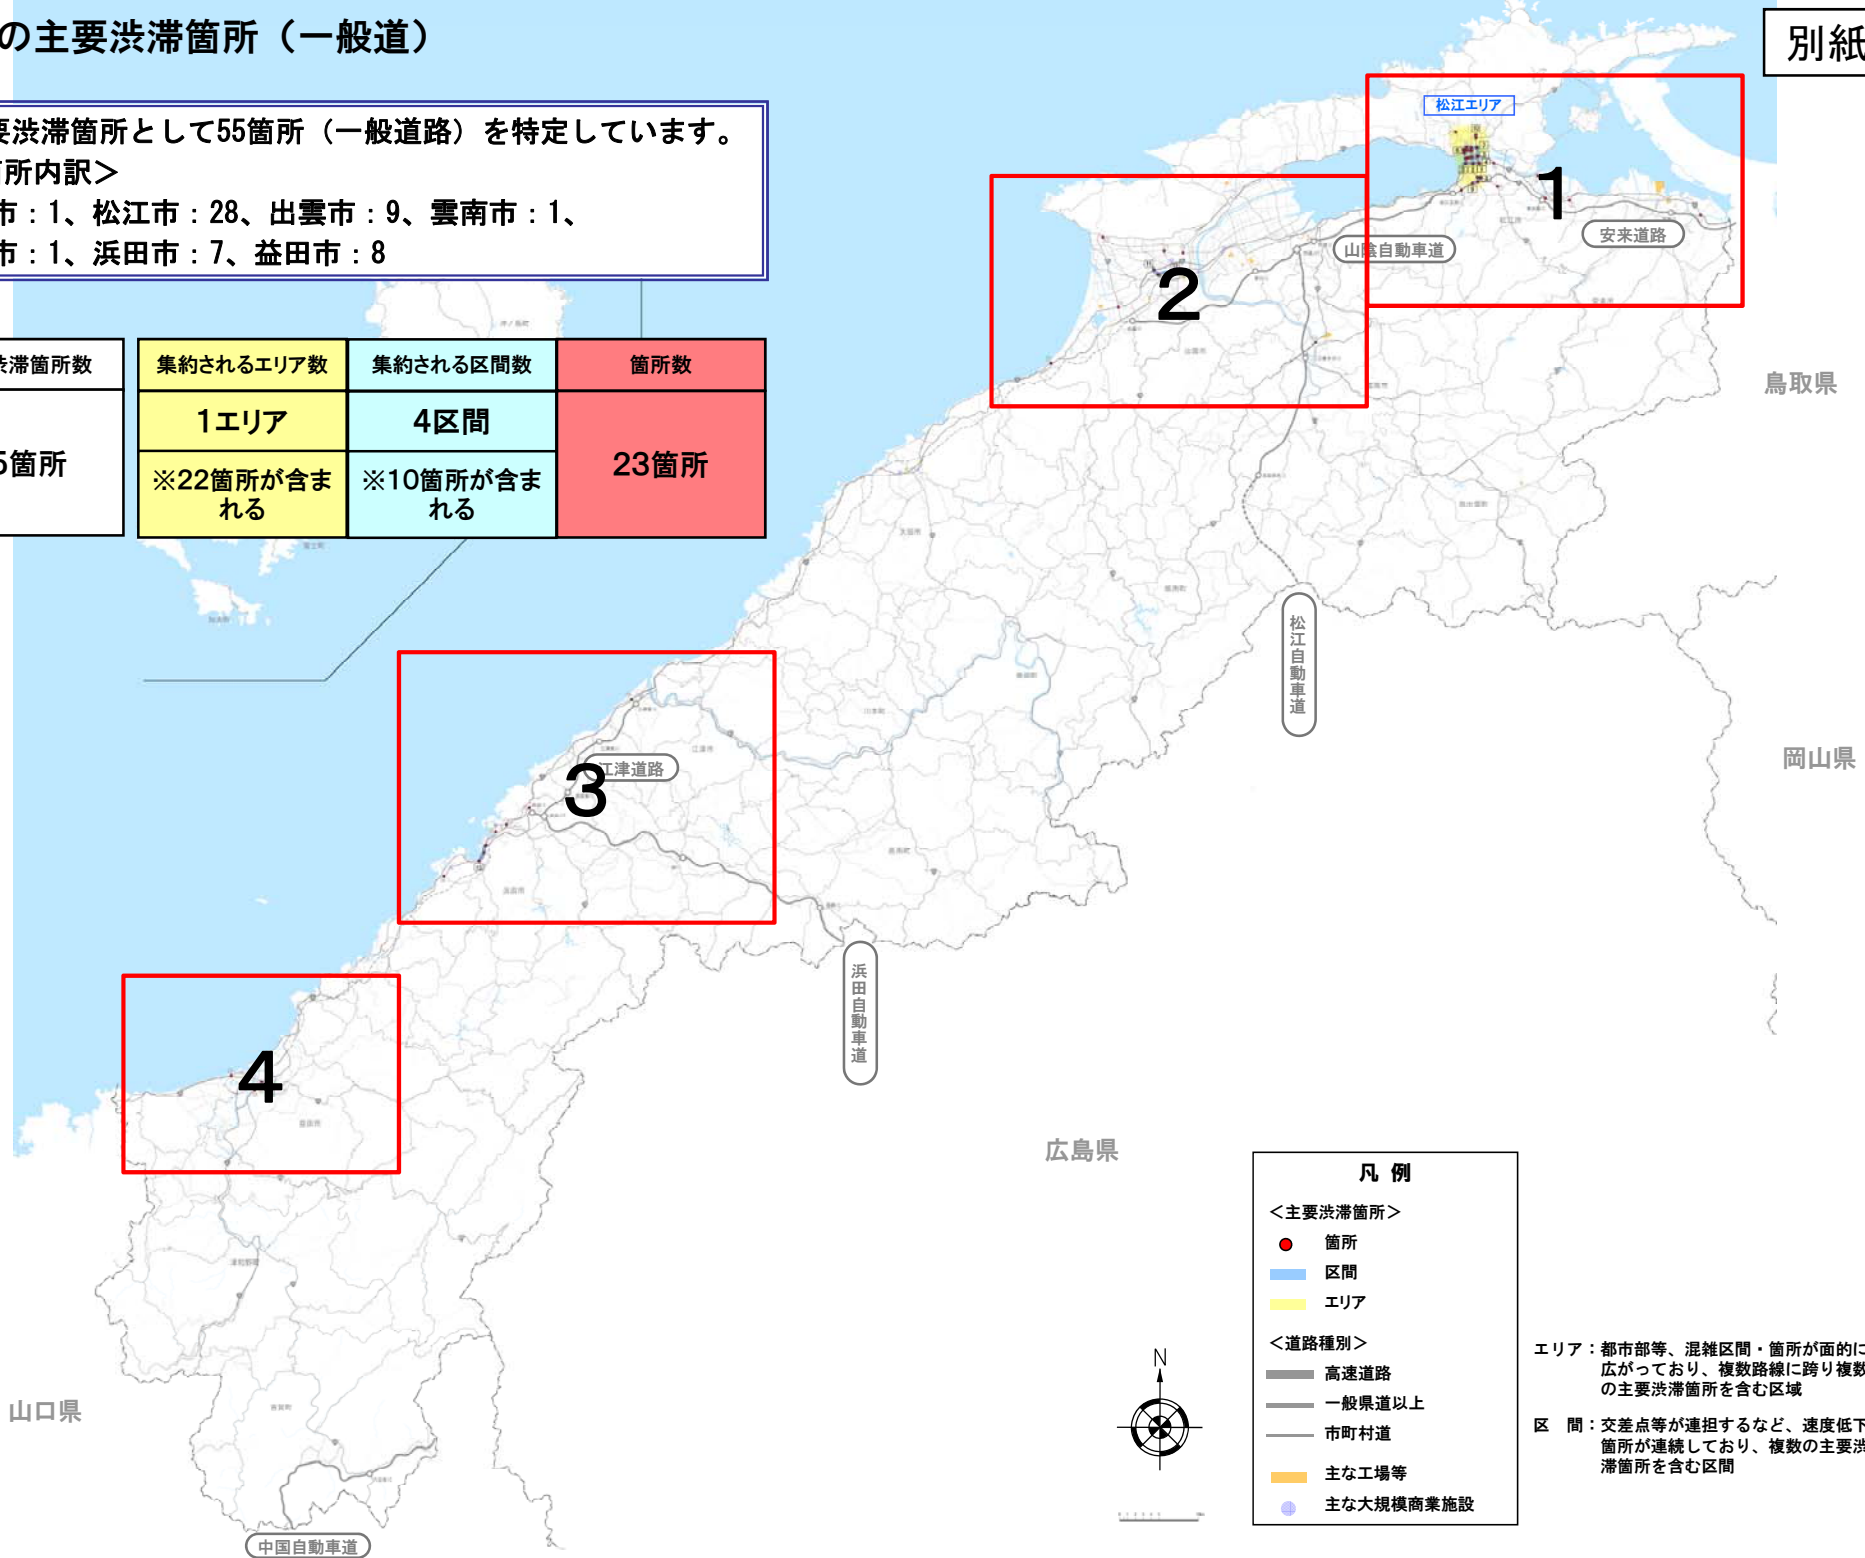 の主要渋滞箇所（一般道）
別紙
要渋滞箇所として55箇所（一般道路）を特定しています。
箇所内訳＞
市：1、松江市：28、出雲市：9、雲南市：1、
市：1、浜田市：7、益田市：8
渋滞箇所数
集約されるエリア数
集約される区間数
箇所数
5箇所
1エリア
4区間
23箇所
※22箇所が含まれる
※10箇所が含まれる
松江エリア
1
安来道路
山陰自動車道
2
鳥取県
松江自動車道
岡山県
江津道路
3
浜田自動車道
4
広島県
山口県
中国自動車道
N
凡 例
＜主要渋滞箇所＞
箇所
区間
エリア
＜道路種別＞
高速道路
一般県道以上
市町村道
主な工場等
主な大規模商業施設
エリア：都市部等、混雑区間・箇所が面的に
広がっており、複数路線に跨り複数
の主要渋滞箇所を含む区域
区　間：交差点等が連担するなど、速度低下
箇所が連続しており、複数の主要渋
滞箇所を含む区間